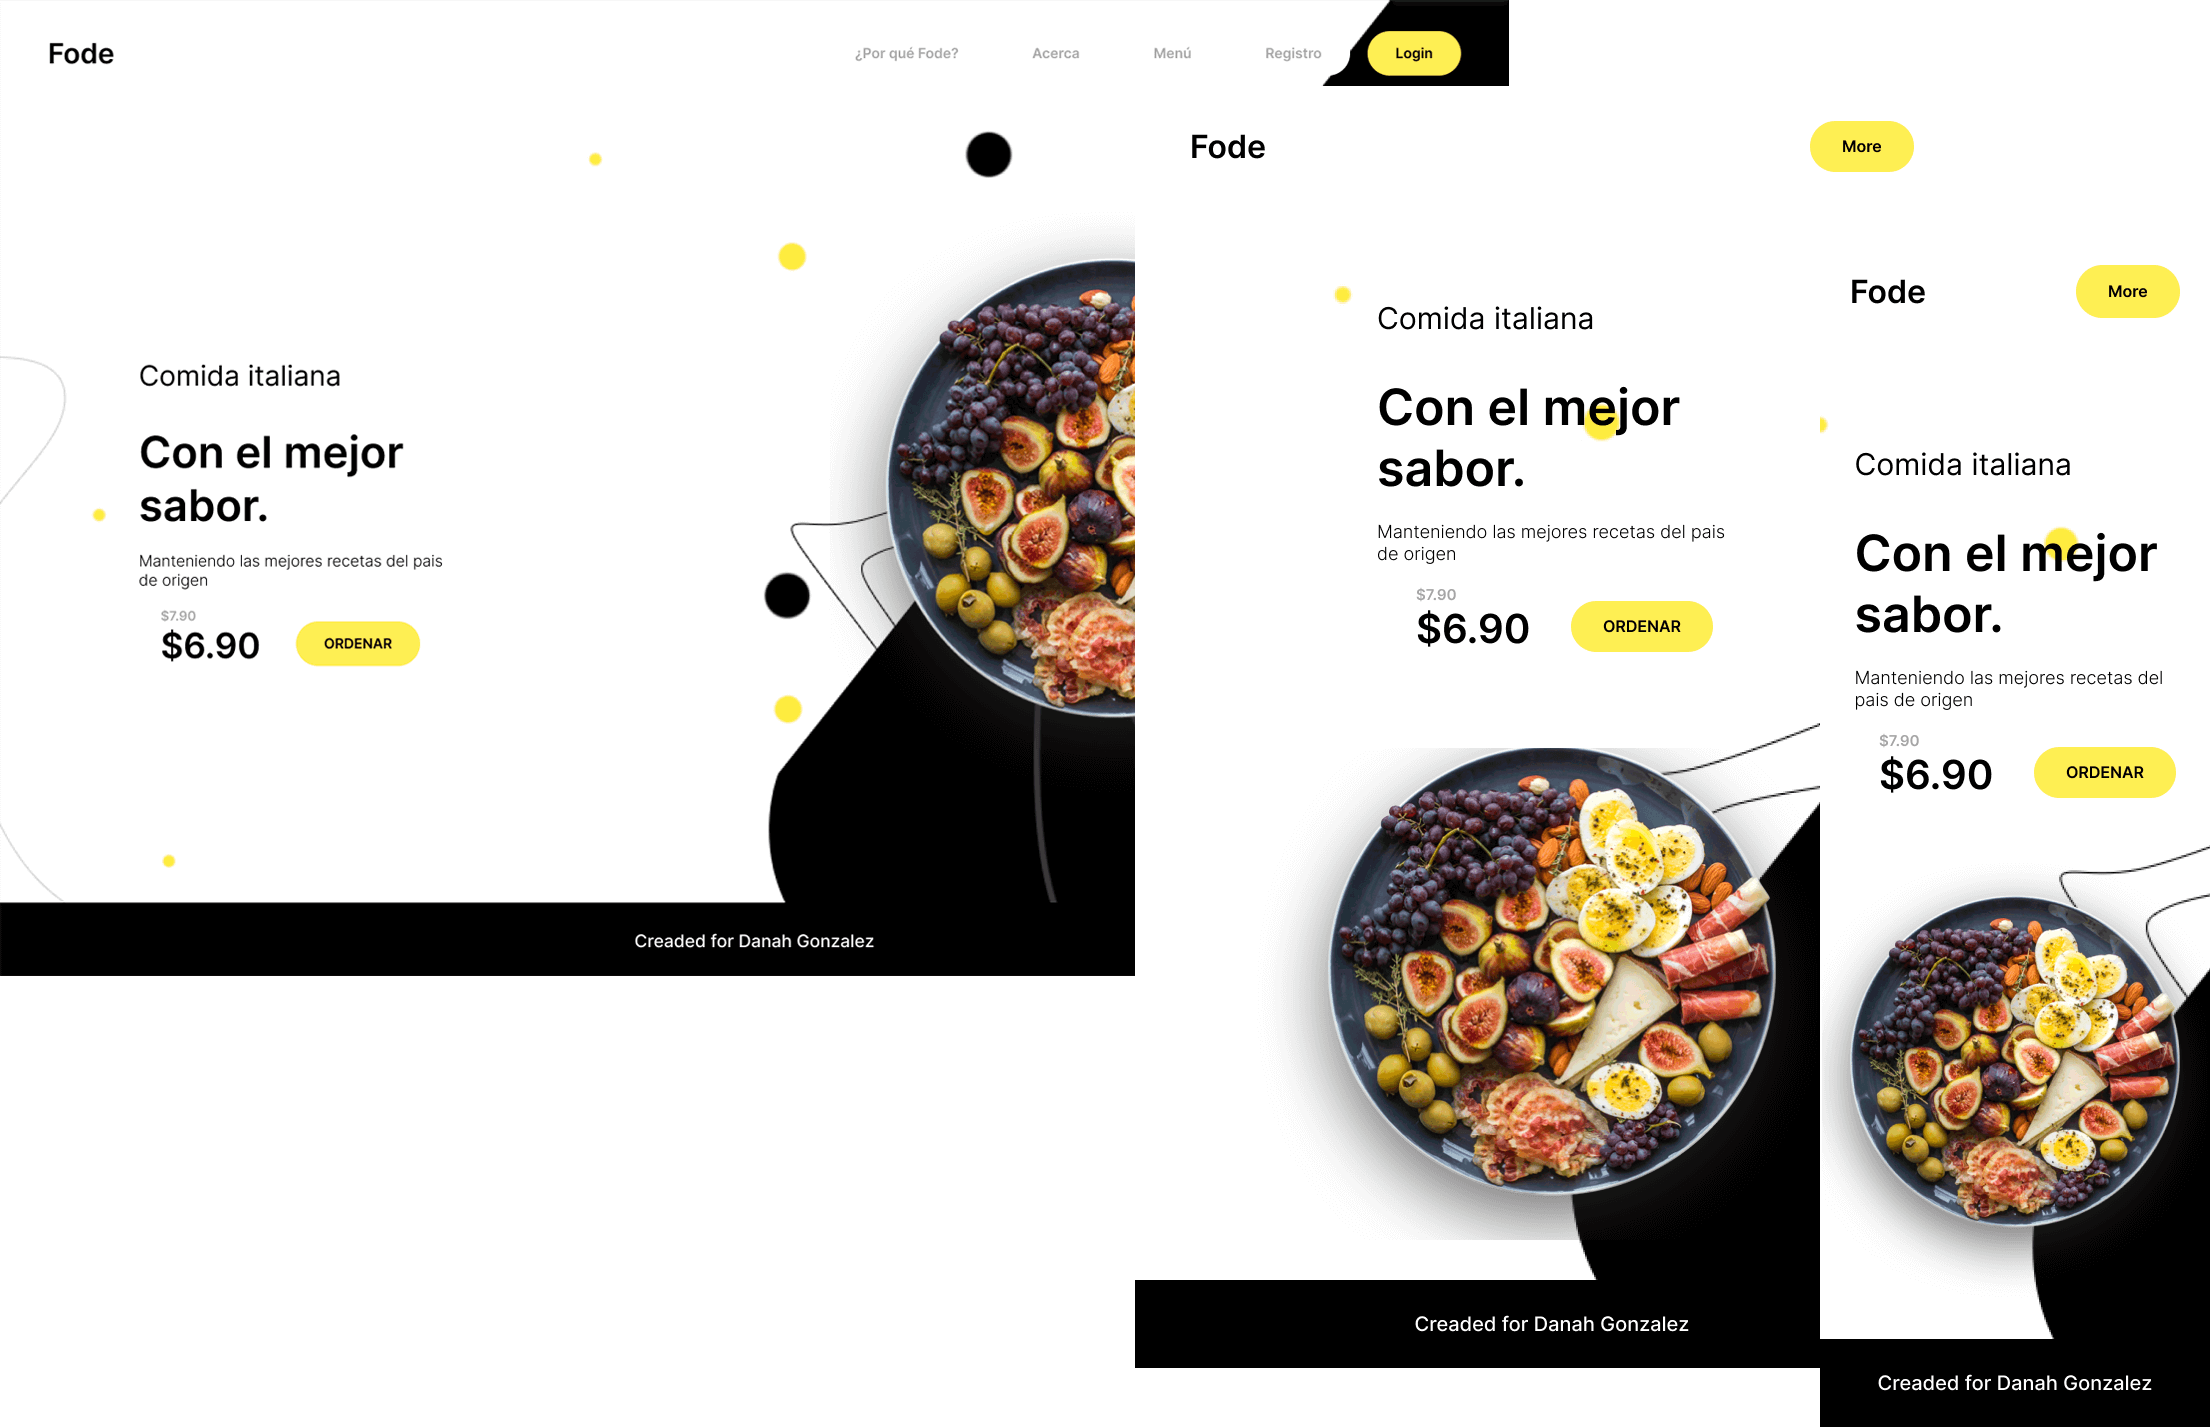 Fode
¿Por qué Fode?
Acerca
Menú
Registro
Login
Comida italiana
Con el mejor
sabor.
Manteniendo las mejores recetas del pais
de origen
$7.90
$6.90
ORDENAR
Creaded for Danah Gonzalez
Fode
More
Comida italiana
Con el mejor
sabor.
Manteniendo las mejores recetas del pais
de origen
$7.90
$6.90
ORDENAR
Creaded for Danah Gonzalez
Fode
More
Comida italiana
Con el mejor
sabor.
Manteniendo las mejores recetas del
pais de origen
$7.90
$6.90
ORDENAR
Creaded for Danah Gonzalez